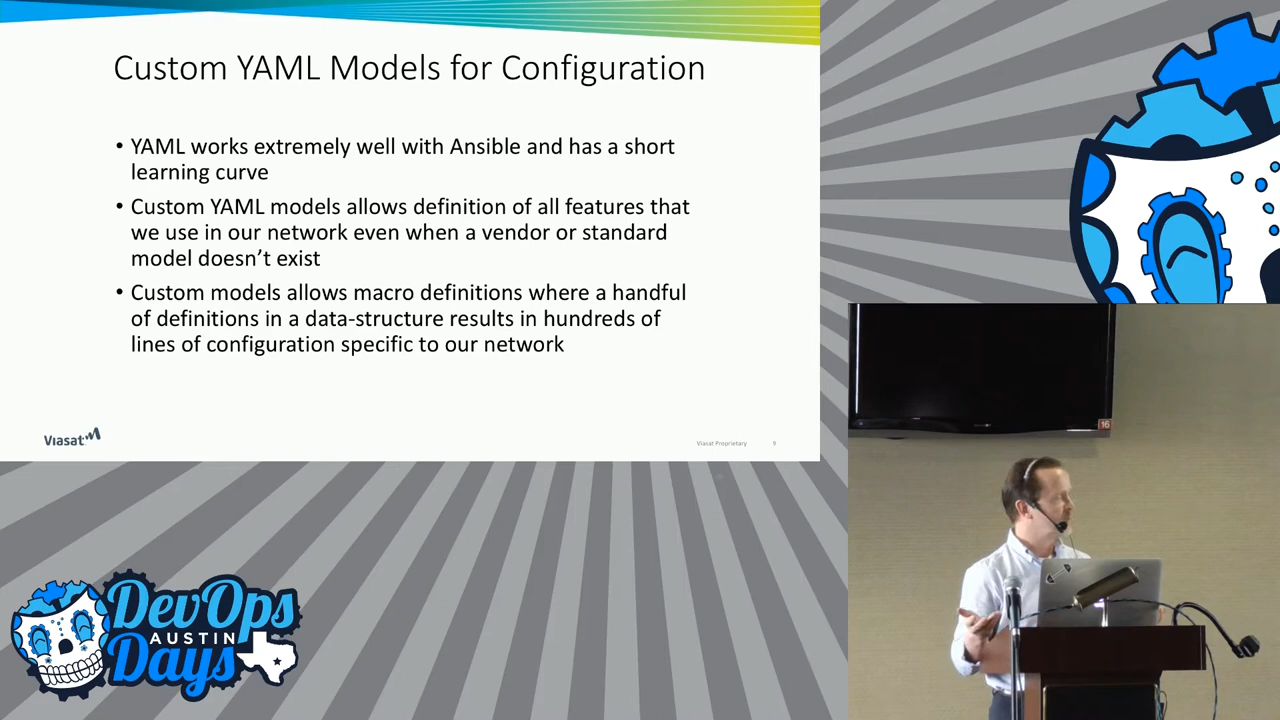 Custom YAML Models for Configuration
• YAML works extremely well with Ansible and has a short
learning curve
• Custom YAML models allows definition of all features that
we use in our network even when a vendor or standard
model doesn’t exist
• Custom models allows macro definitions where a handful
of definitions in a data-structure results in hundreds of
lines of configuration specific to our network
Viasat
Viasat Proprietary
9
16
DevOps
AUSTIN
Days